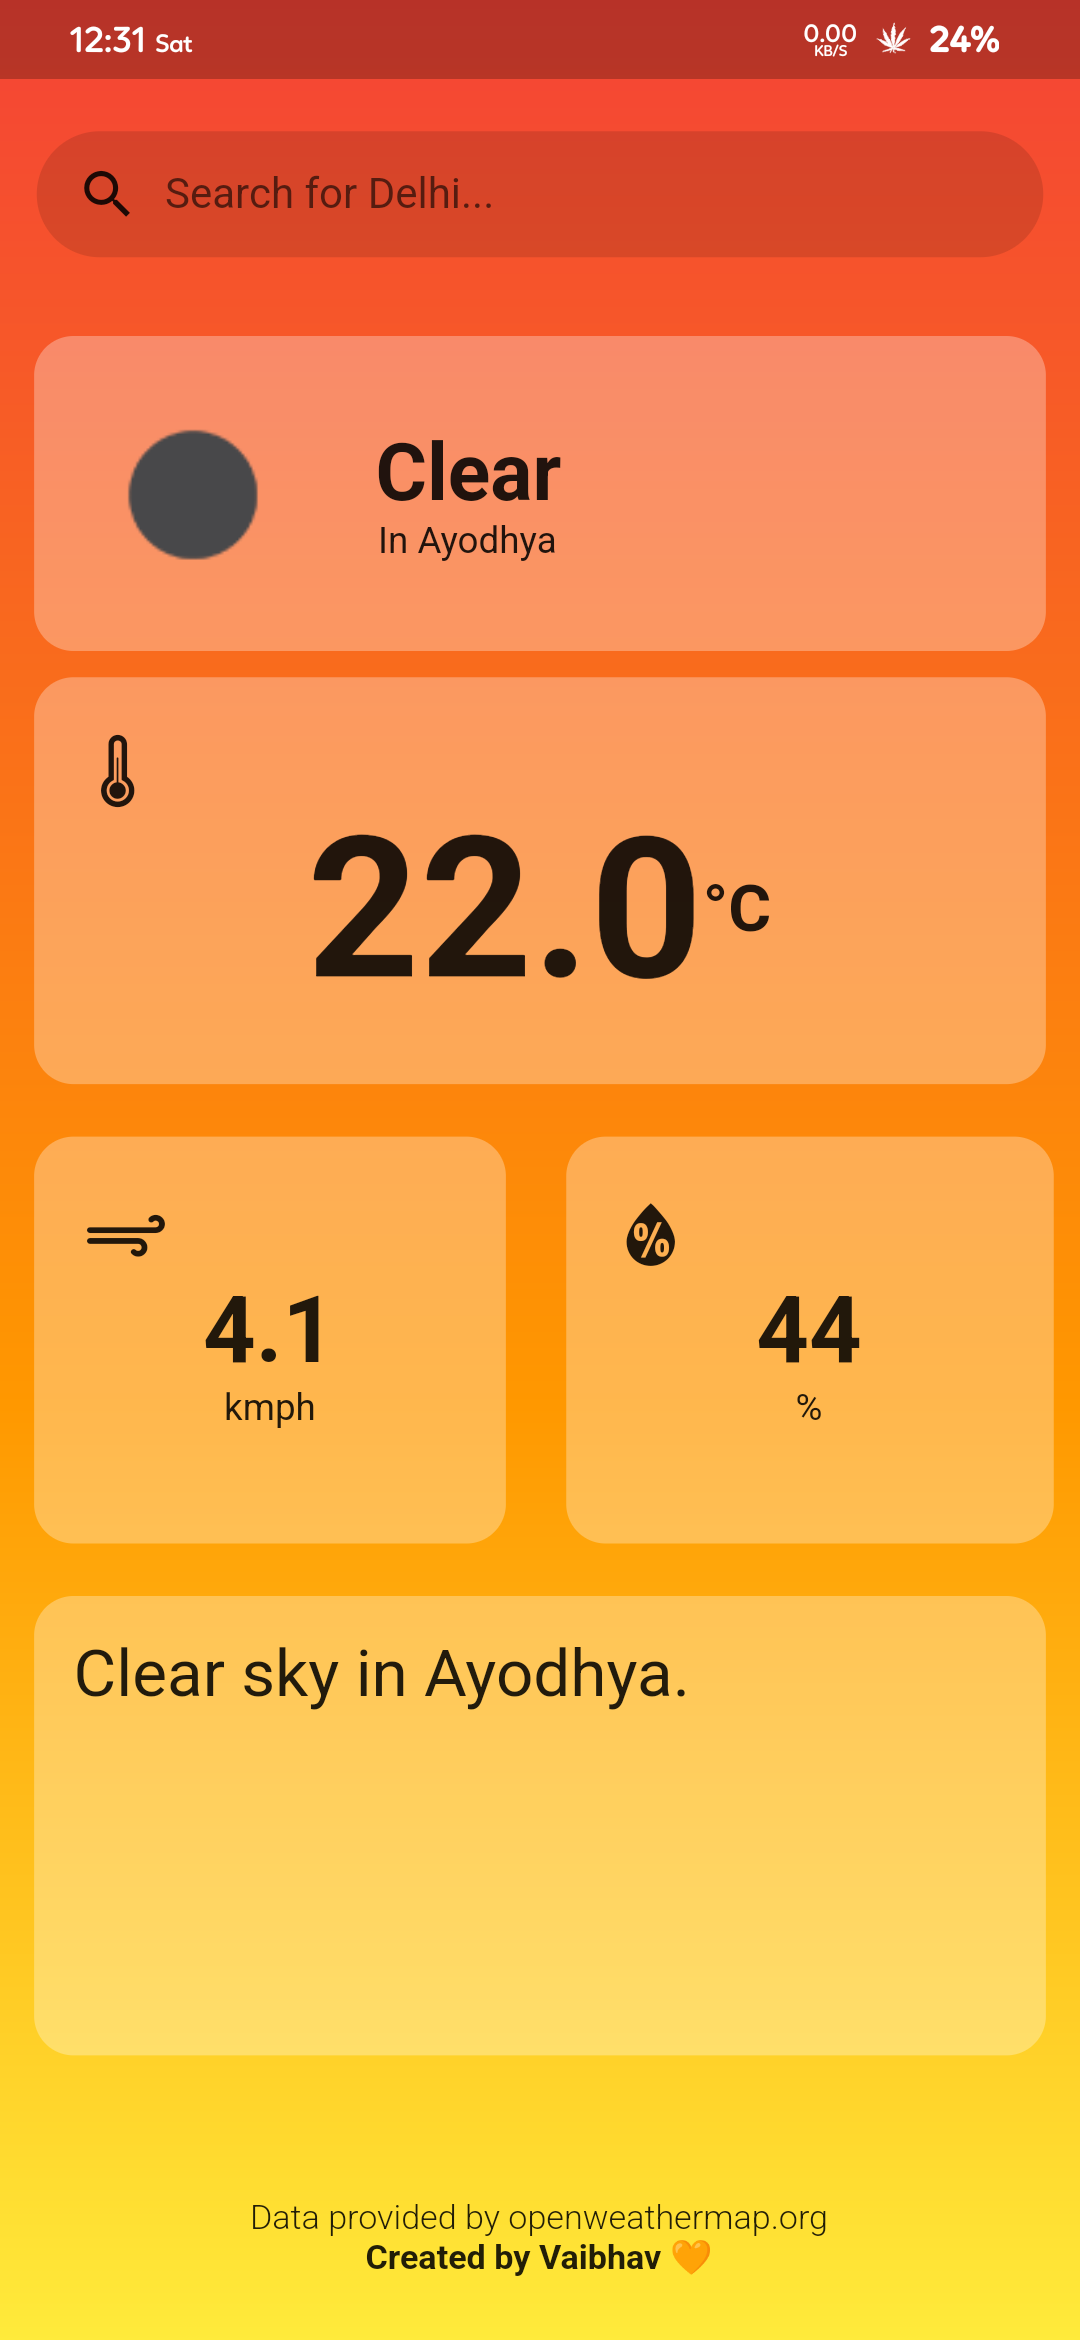 12:31 Sat
0.00
KB/S
24%
Search for Delhi...
Clear
In Ayodhya
22.0°C
4.1
kmph
%
44
%
Clear sky in Ayodhya.
Data provided by openweathermap.org
Created by Vaibhav 🧡